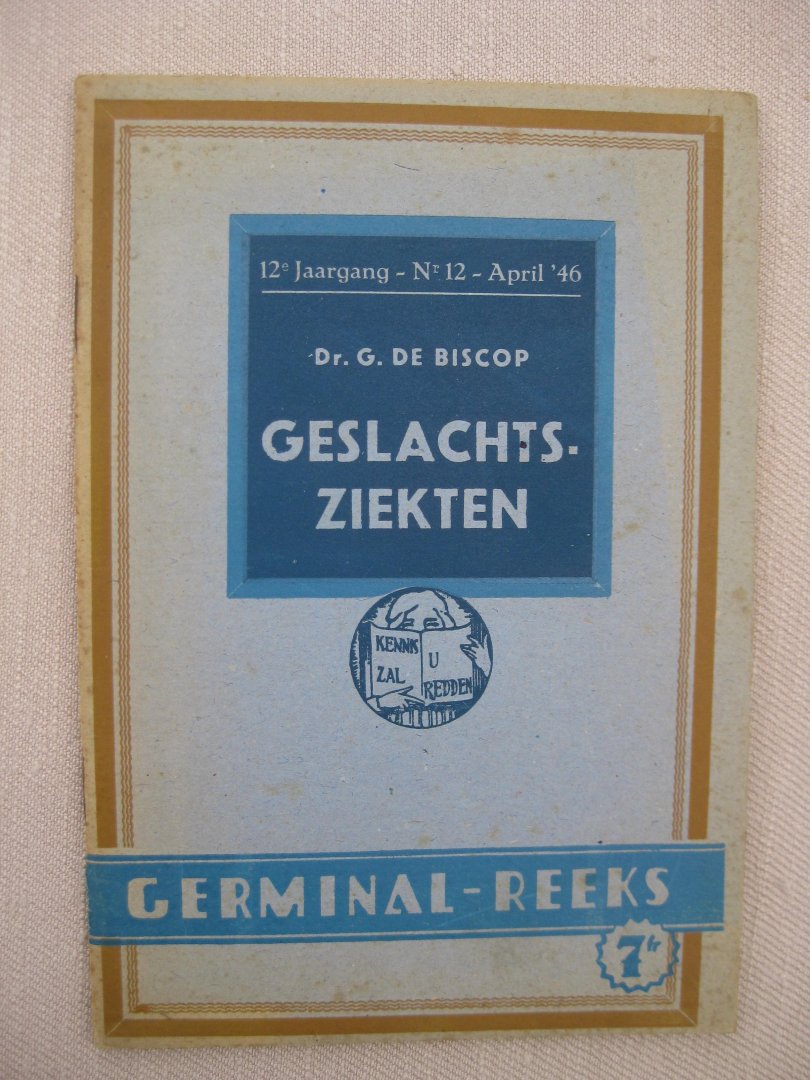 12e Jaargang - Nr 12 - April '46
Dr. G. DE BISCOP
GESLACHTS-
ZIEKTEN
KENNIS
ZAL
U
REDDEN
GERMINAL-REEKS
7fr